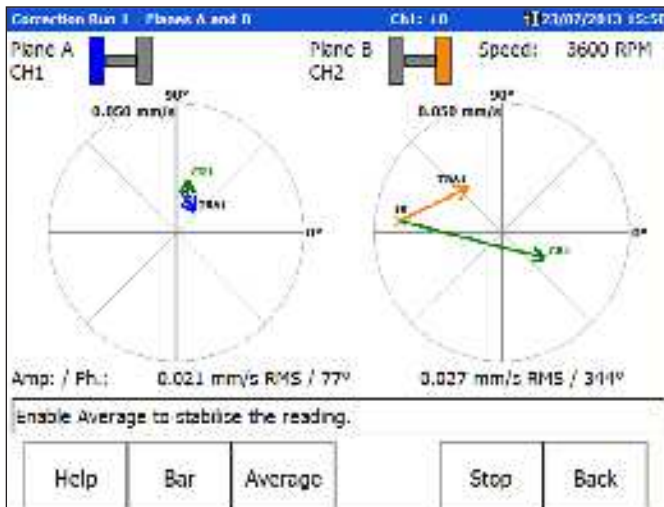 Correction Run 1 Planes A and B Ch1: 10 23/07/2013 15:50
Plane A
CH1
Plane B
CH2
Speed: 3600 RPM
90°
0.050 mm/s
0°
90°
0.050 mm/s
0°
TRA1
TRA1
Amp: / Ph.: 0.021 mm/s RMS / 77° 0.027 mm/s RMS / 344°
Enable Average to stabilise the reading.
Help Bar Average Stop Back